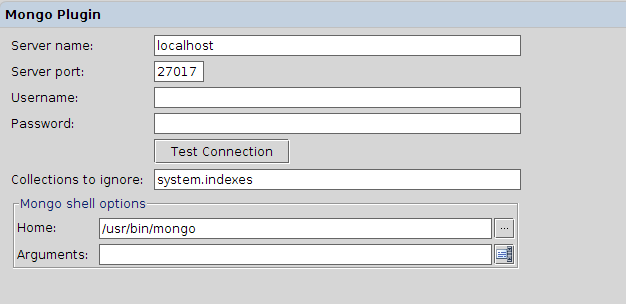 Mongo Plugin
Server name: localhost
Server port: 27017
Username:
Password:
Test Connection
Collections to ignore: system.indexes
Mongo shell options
Home: /usr/bin/mongo ...
Arguments: